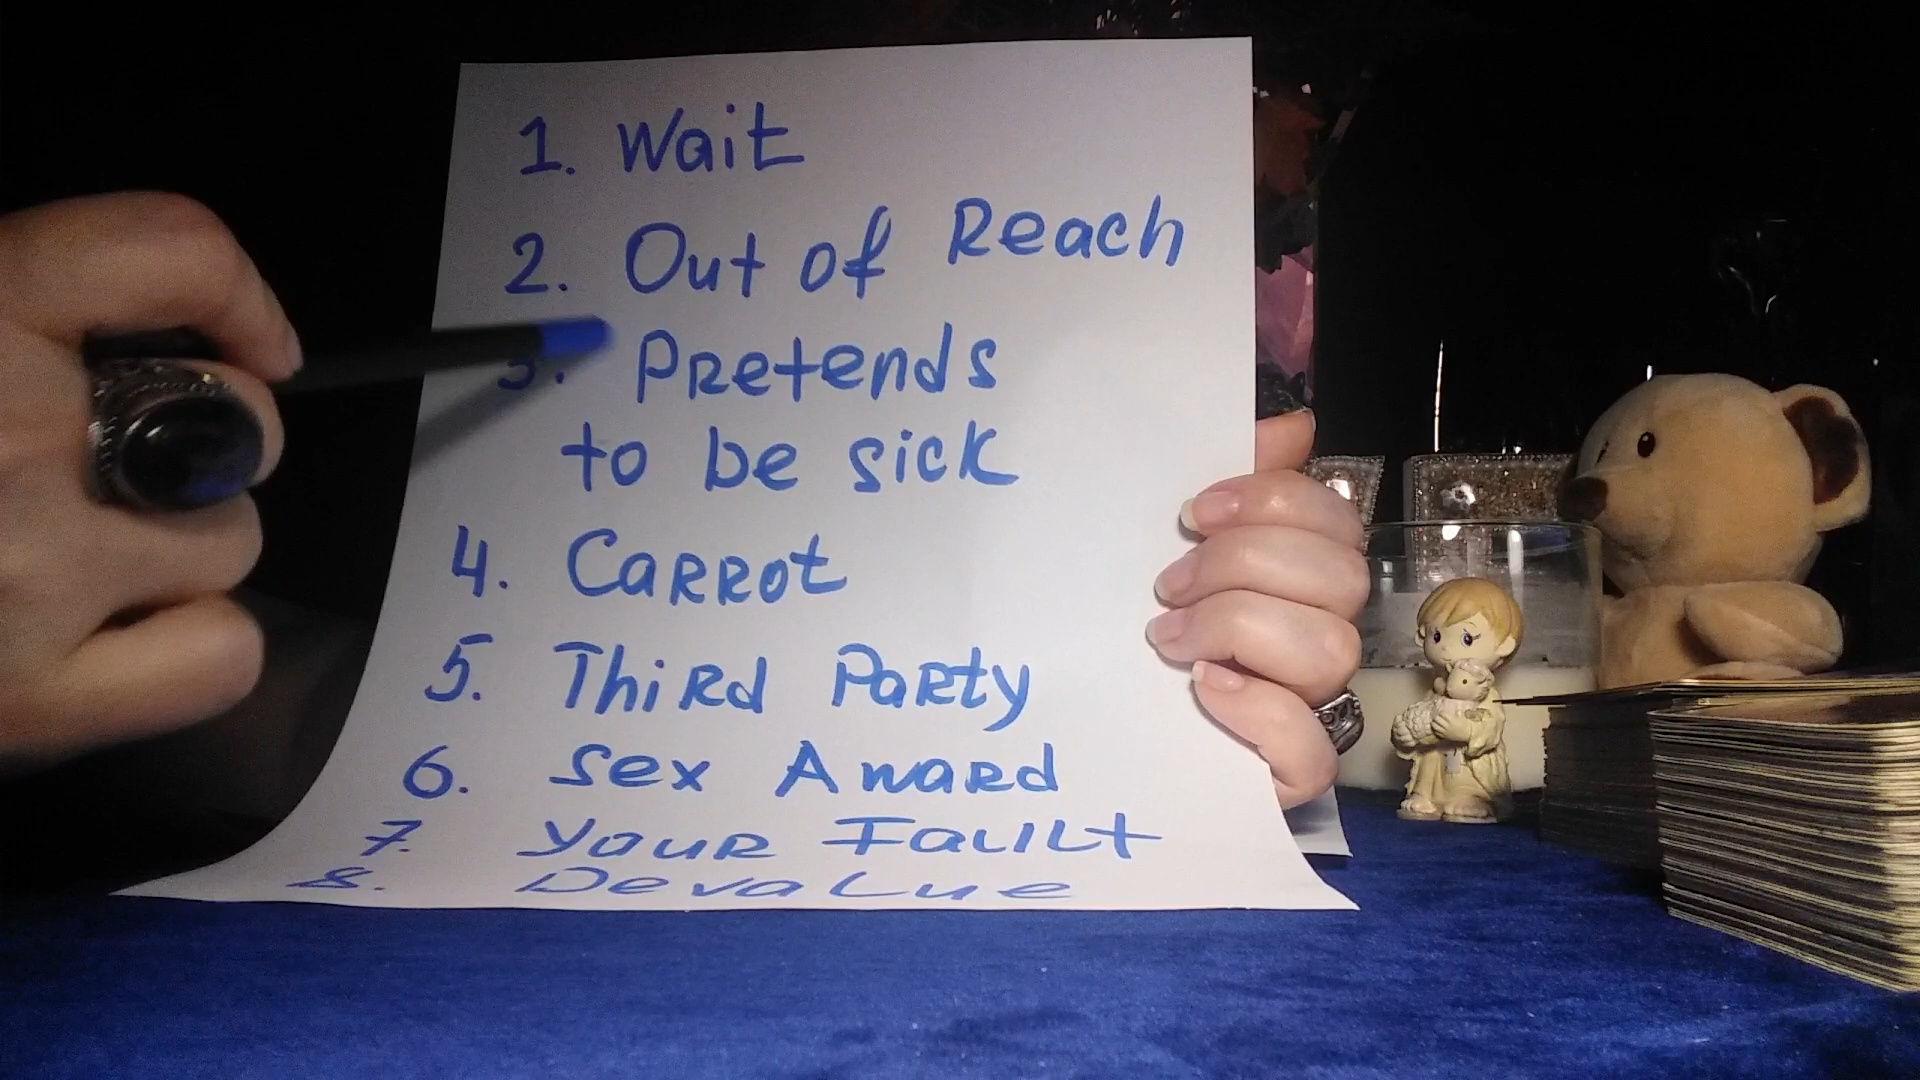 1. Wait
2. Out of Reach
3. Pretends
to be sick
4. Carrot
5. Third Party
6. Sex Award
7. Your Fault
8. Devalue